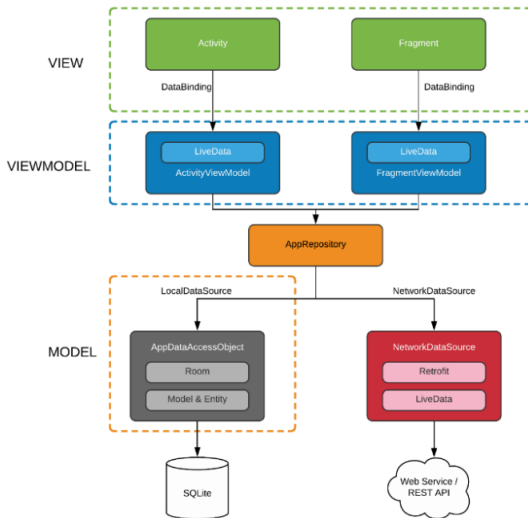 VIEW
Activity
Fragment
DataBinding
DataBinding
VIEWMODEL
LiveData
ActivityViewModel
LiveData
FragmentViewModel
AppRepository
LocalDataSource
NetworkDataSource
MODEL
AppDataAccessObject
Room
Model & Entity
NetworkDataSource
Retrofit
LiveData
SQLite
Web Service /
REST API